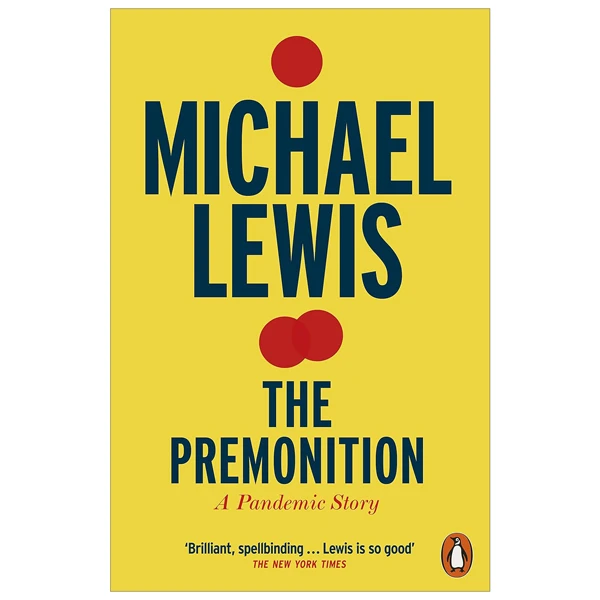 MICHAEL
LEWIS
THE
PREMONITION
A Pandemic Story
‘Brilliant, spellbinding … Lewis is so good’
THE NEW YORK TIMES